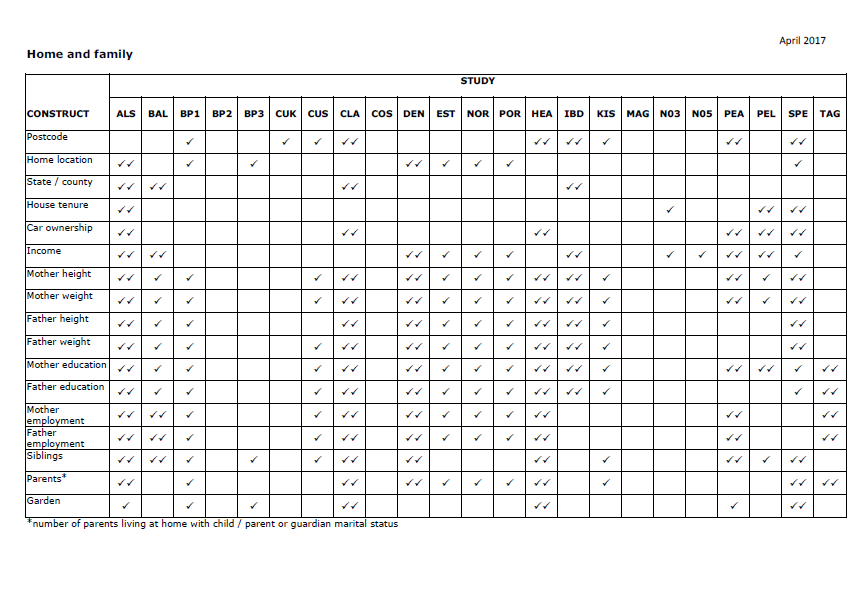 April 2017
Home and family
STUDY
CONSTRUCT ALS BAL BP1 BP2 BP3 CUK CUS CLA COS DEN EST NOR POR HEA IBD KIS MAG N03 N05 PEA PEL SPE TAG
Postcode ✓ ✓ ✓ ✓✓ ✓✓ ✓✓ ✓ ✓✓ ✓✓
Home location ✓✓ ✓ ✓ ✓✓ ✓ ✓ ✓ ✓
State / county ✓✓ ✓✓ ✓✓ ✓✓
House tenure ✓✓ ✓ ✓✓ ✓✓
Car ownership ✓✓ ✓✓ ✓✓ ✓✓ ✓✓ ✓✓
Income ✓✓ ✓✓ ✓✓ ✓ ✓ ✓ ✓✓ ✓ ✓ ✓✓ ✓✓ ✓
Mother height ✓✓ ✓ ✓ ✓ ✓✓ ✓✓ ✓ ✓ ✓ ✓✓ ✓✓ ✓ ✓✓ ✓ ✓✓
Mother weight ✓✓ ✓ ✓ ✓ ✓✓ ✓✓ ✓ ✓ ✓ ✓✓ ✓✓ ✓ ✓✓ ✓ ✓✓
Father height ✓✓ ✓ ✓ ✓✓ ✓✓ ✓ ✓ ✓ ✓✓ ✓✓ ✓ ✓✓
Father weight ✓✓ ✓ ✓ ✓ ✓✓ ✓✓ ✓ ✓ ✓ ✓✓ ✓✓ ✓ ✓✓
Mother education ✓✓ ✓ ✓ ✓ ✓✓ ✓✓ ✓ ✓ ✓ ✓✓ ✓✓ ✓ ✓✓ ✓✓ ✓ ✓✓
Father education ✓✓ ✓ ✓ ✓ ✓✓ ✓✓ ✓ ✓ ✓ ✓✓ ✓✓ ✓ ✓ ✓✓
Mother
employment ✓✓ ✓✓ ✓ ✓ ✓✓ ✓✓ ✓ ✓ ✓ ✓✓ ✓✓ ✓✓
Father
employment ✓✓ ✓✓ ✓ ✓ ✓✓ ✓✓ ✓ ✓ ✓ ✓✓ ✓✓ ✓✓
Siblings ✓✓ ✓✓ ✓ ✓ ✓ ✓✓ ✓✓ ✓✓ ✓ ✓✓ ✓ ✓✓
Parents* ✓✓ ✓ ✓✓ ✓✓ ✓ ✓ ✓ ✓✓ ✓ ✓✓ ✓✓
Garden ✓ ✓ ✓ ✓✓ ✓✓ ✓ ✓✓
*number of parents living at home with child / parent or guardian marital status